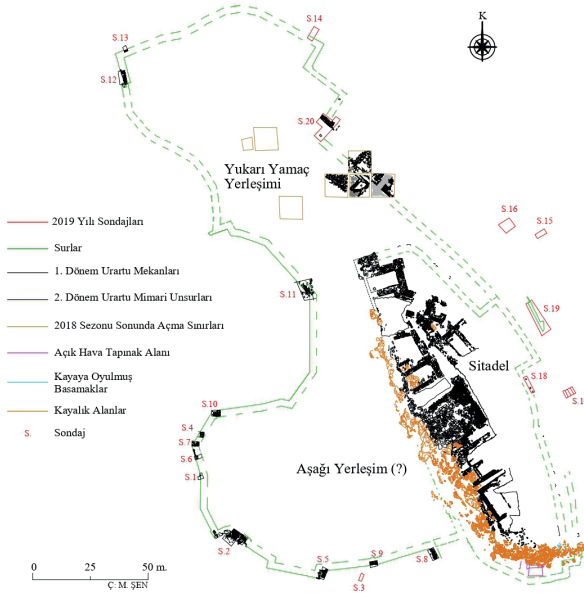 K
S.14
S.13
S.12
S.20
Yukarı Yamaç
Yerleşimi
S.16
S.15
2019 Yılı Sondajları
Surlar
1. Dönem Urartu Mekanları
2. Dönem Urartu Mimari Unsurları
2018 Sezonu Sonunda Açma Sınırları
Açık Hava Tapınak Alanı
Kayaya Oyulmuş
Basamaklar
Kayalık Alanlar
S. Sondaj
S.11
S.19
Sitadel
S.18
S.1
S.10
S.4
S.7
S.6
S.1
Aşağı Yerleşim (?)
S.2
S.5
S.9
S.3
S.8
3
0 25 50 m.
Ç: M. ŞEN